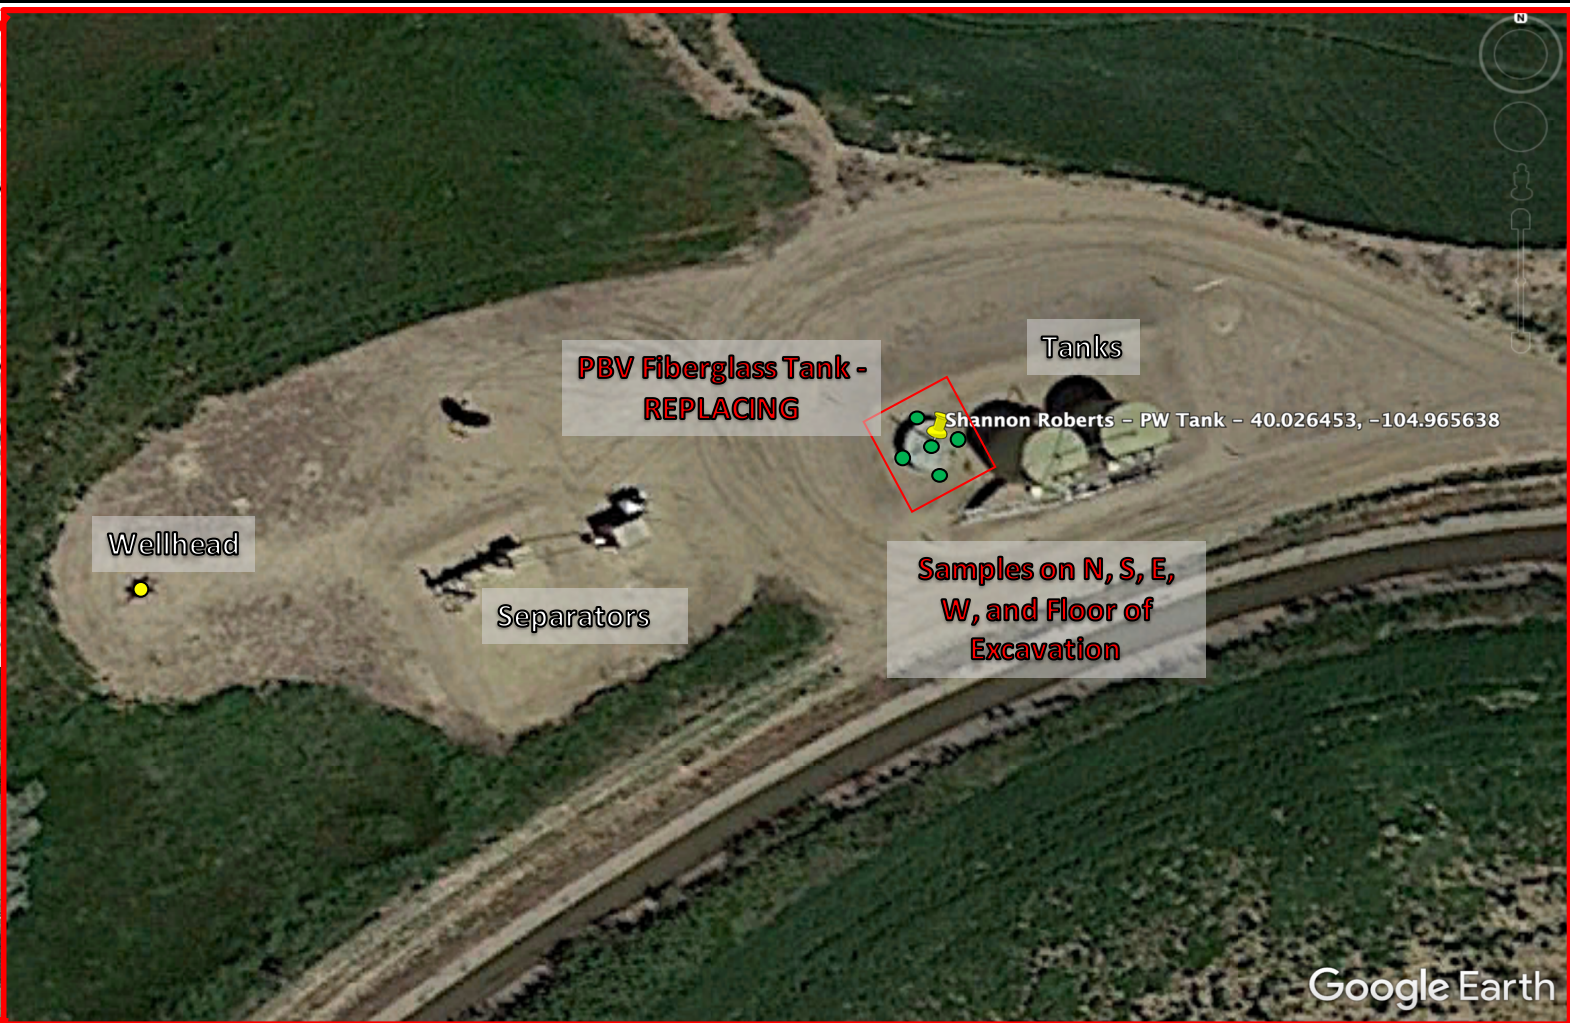 N
Tanks
PBV Fiberglass Tank -
REPLACING
Shannon Roberts - PW Tank - 40.026453, -104.965638
Wellhead
Samples on N, S, E,
W, and Floor of
Excavation
Separators
Google Earth